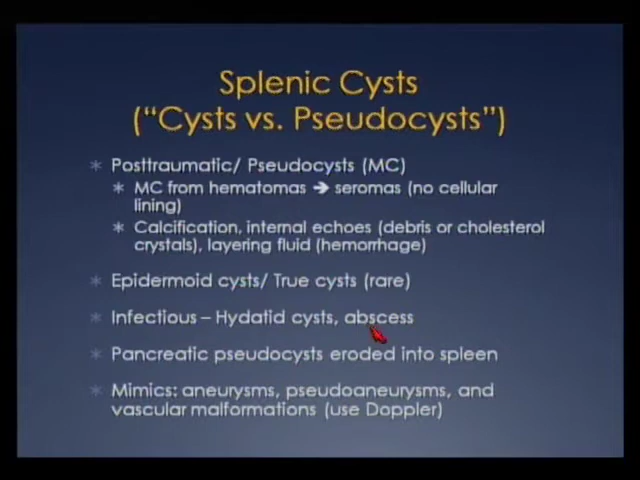 Splenic Cysts
(“Cysts vs. Pseudocysts”)
* Posttraumatic/ Pseudocysts (MC)
* MC from hematomas → seromas (no cellular
lining)
* Calcification, internal echoes (debris or cholesterol
crystals), layering fluid (hemorrhage)
* Epidermoid cysts/ True cysts (rare)
* Infectious – Hydatid cysts, abscess
* Pancreatic pseudocysts eroded into spleen
* Mimics: aneurysms, pseudoaneurysms, and
vascular malformations (use Doppler)